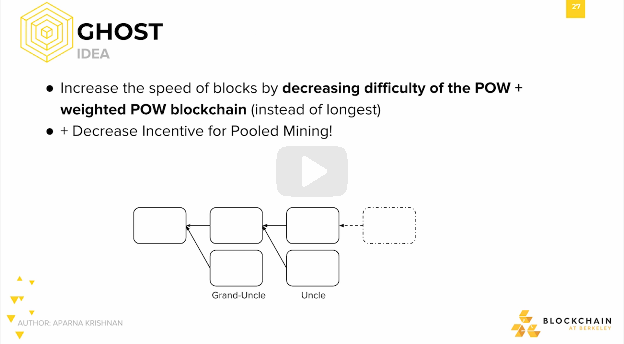 27
GHOST
IDEA
● Increase the speed of blocks by decreasing difficulty of the POW +
weighted POW blockchain (instead of longest)
● + Decrease Incentive for Pooled Mining!
Grand-Uncle
Uncle
AUTHOR: APARNA KRISHNAN
BLOCKCHAIN
AT BERKELEY